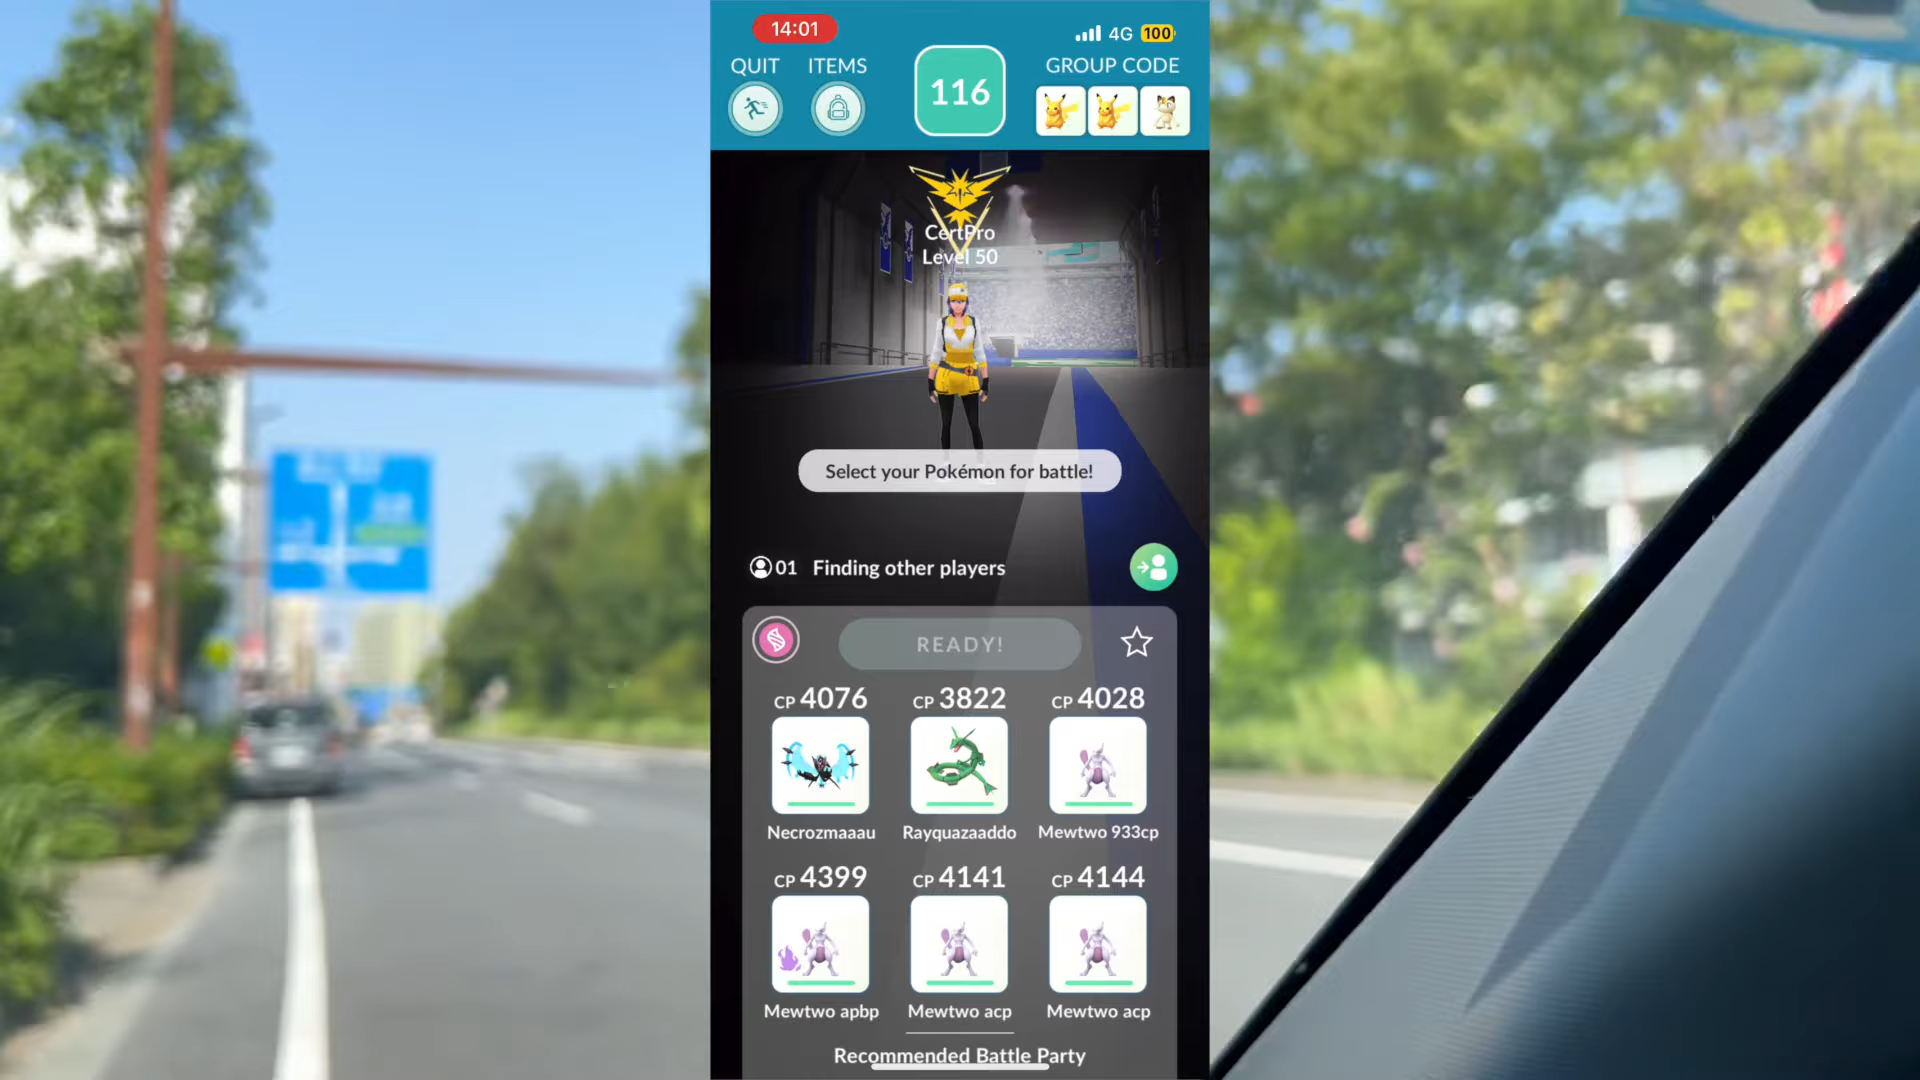 14:01
4G 100
QUIT ITEMS
116
GROUP CODE
CertPro
Level 50
Select your Pokémon for battle!
01 Finding other players
READY!
CP 4076 CP 3822 CP 4028
Necrozmaaau Rayquazaaddo Mewtwo 933cp
CP 4399 CP 4141 CP 4144
Mewtwo apbp Mewtwo acp Mewtwo acp
Recommended Battle Party